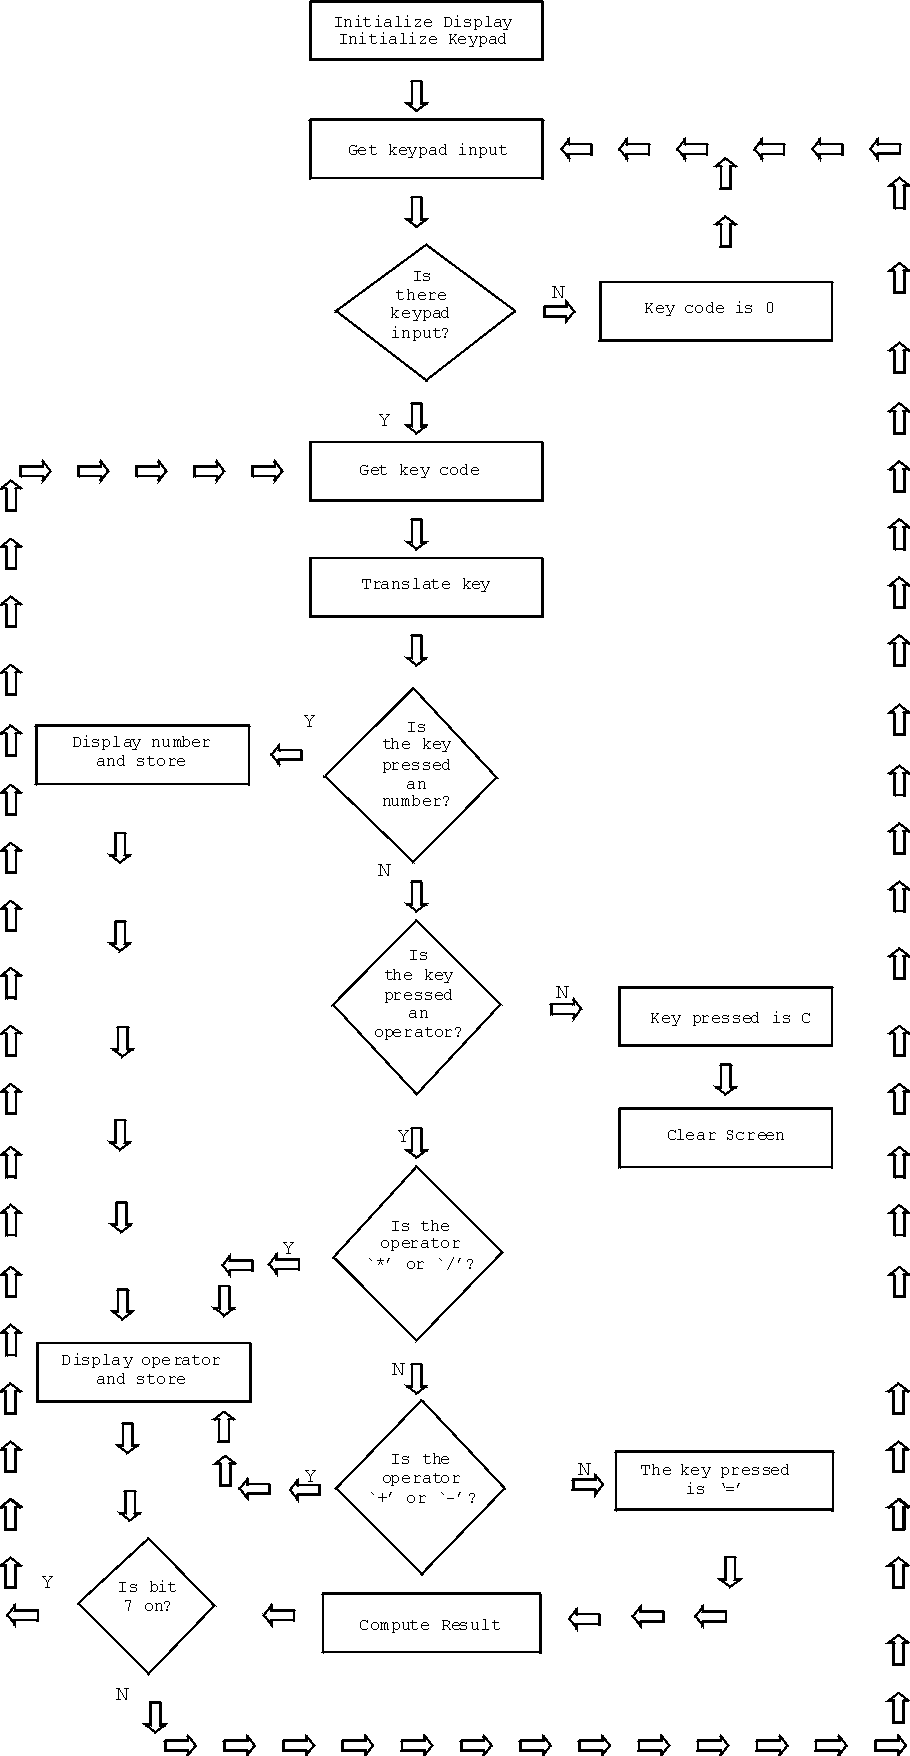 Initialize Display
Initialize Keypad
Get keypad input
Is
there
keypad
input?
N
Key code is 0
Y
Get key code
Translate key
Is
the key
pressed
an
number?
Y
Display number
and store
N
Is
the key
pressed
an
operator?
N
Key pressed is C
Clear Screen
Y
Is the
operator
‘*’ or ‘/’?
Y
Display operator
and store
N
Is the
operator
‘+’ or ‘-’?
Y
N
The key pressed
is ‘=’
Compute Result
Is bit
7 on?
Y
N